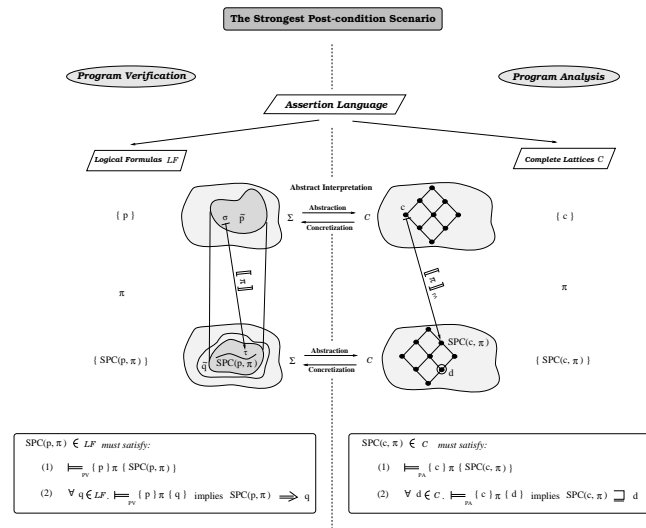 The Strongest Post-condition Scenario
Program Verification
Program Analysis
Assertion Language
Logical Formulas LF
Complete Lattices C
Abstract Interpretation
{ p }
σ p̄
Σ
Abstraction
Concretization
C
c
{ c }
π
[[ π ]]
[[ π ]] PA
π
{ SPC(p, π) }
q̄
τ
SPC(p, π)
Σ
Abstraction
Concretization
C
SPC(c, π)
d
{ SPC(c, π) }
SPC(p, π) ∈ LF must satisfy:
(1) ⊨PV { p } π { SPC(p, π) }
(2) ∀ q ∈ LF. ⊨PV { p } π { q } implies SPC(p, π) ⟹ q
SPC(c, π) ∈ C must satisfy:
(1) ⊨PA { c } π { SPC(c, π) }
(2) ∀ d ∈ C. ⊨PA { c } π { d } implies SPC(c, π) ⊒ d